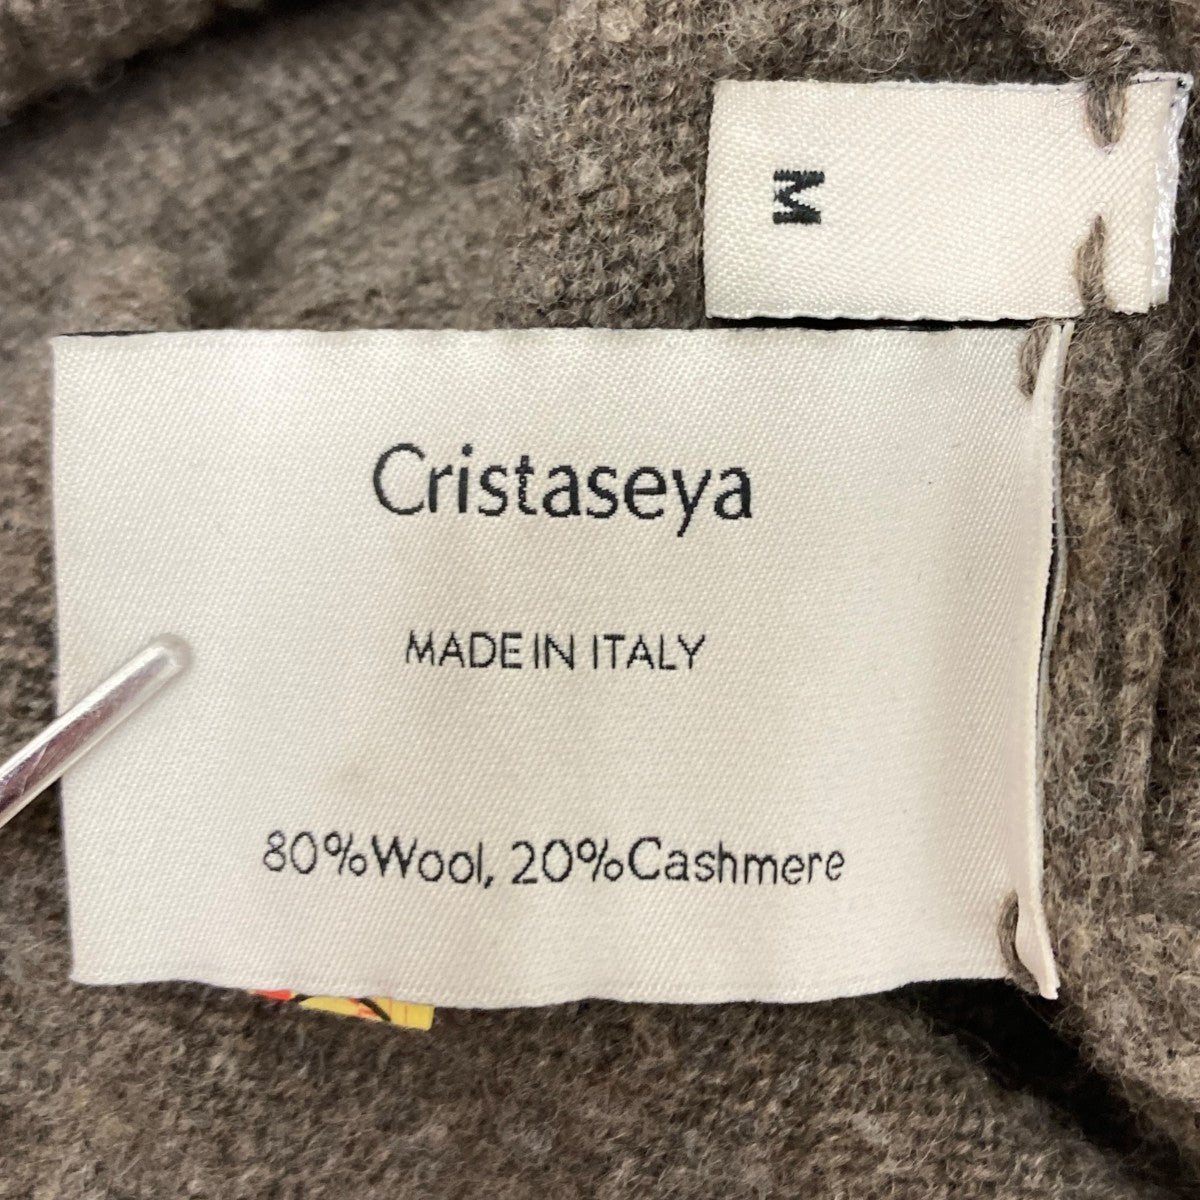 M
Cristaseya
MADE IN ITALY
80%Wool, 20%Cashmere